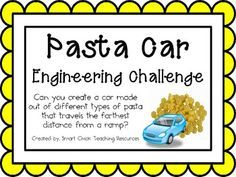 Pasta Car
Engineering Challenge
Can you create a car made
out of different types of pasta
that travels the farthest
distance from a ramp?
Created by: Smart Chick Teaching Resources